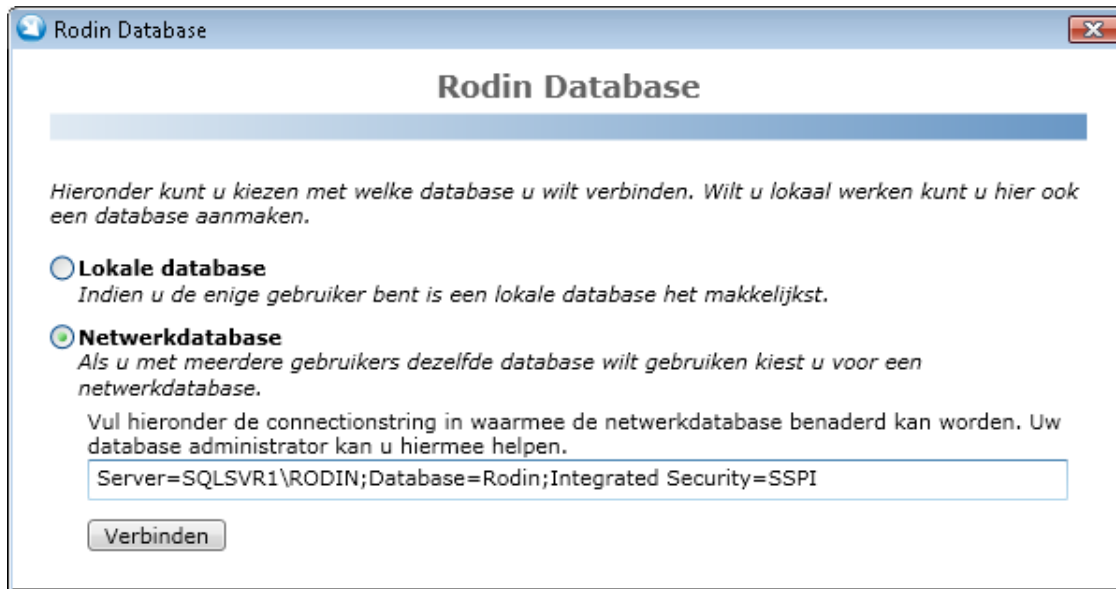 Rodin Database
Rodin Database
Hieronder kunt u kiezen met welke database u wilt verbinden. Wilt u lokaal werken kunt u hier ook
een database aanmaken.
Lokale database
Indien u de enige gebruiker bent is een lokale database het makkelijkst.
Netwerkdatabase
Als u met meerdere gebruikers dezelfde database wilt gebruiken kiest u voor een
netwerkdatabase.
Vul hieronder de connectionstring in waarmee de netwerkdatabase benaderd kan worden. Uw
database administrator kan u hiermee helpen.
Server=SQLSVR1\RODIN;Database=Rodin;Integrated Security=SSPI
Verbinden